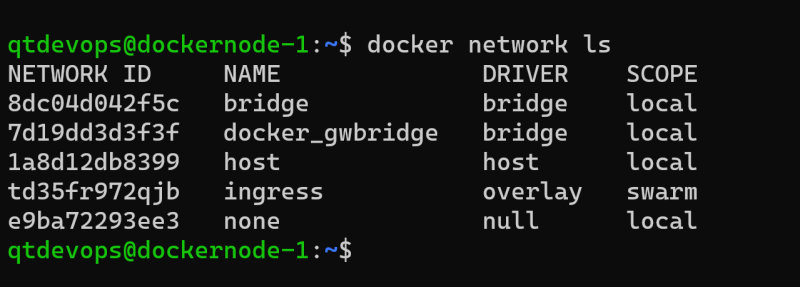 qtdevops@dockernode-1:~$ docker network ls
NETWORK ID     NAME              DRIVER    SCOPE
8dc04d042f5c   bridge            bridge    local
7d19dd3d3f3f   docker_gwbridge   bridge    local
1a8d12db8399   host              host      local
td35fr972qjb   ingress           overlay   swarm
e9ba72293ee3   none              null      local
qtdevops@dockernode-1:~$